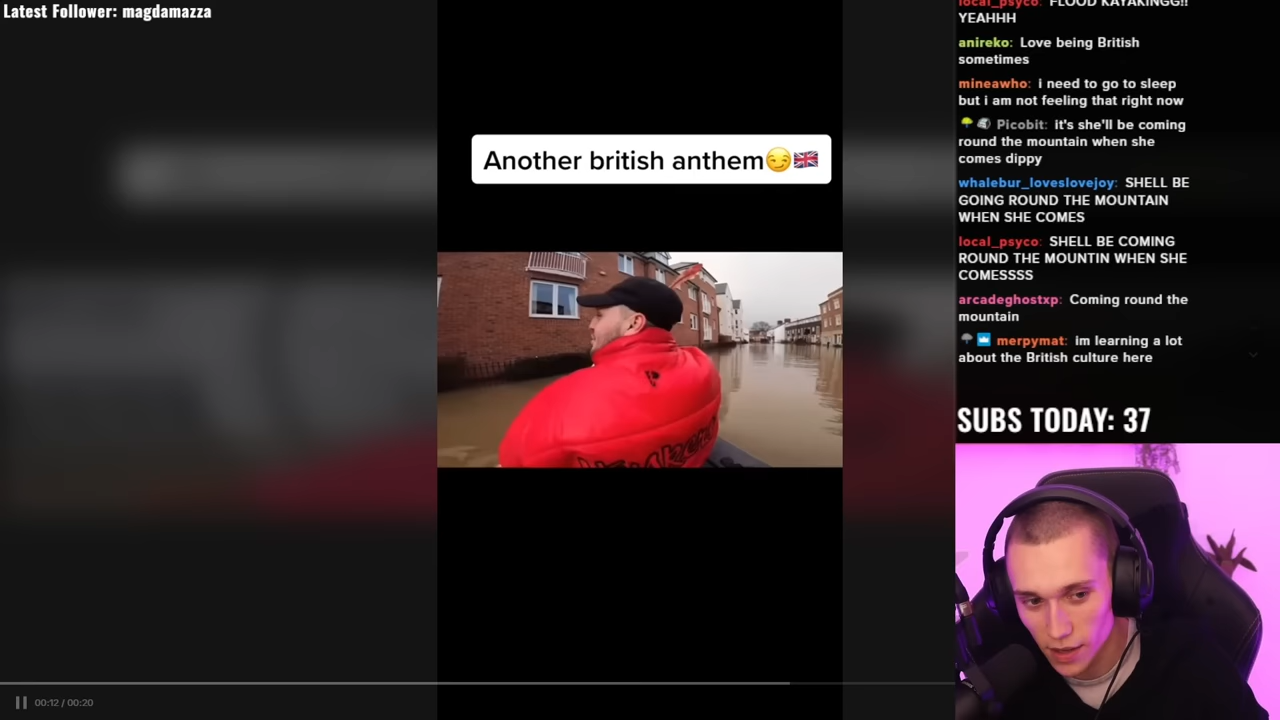 Latest Follower: magdamazza
Another british anthem😏🇬🇧
local_psyco: FLOOD KAYAKINGG!!
YEAHHH
anireko: Love being British
sometimes
mineawho: i need to go to sleep
but i am not feeling that right now
Picobit: it's she'll be coming
round the mountain when she
comes dippy
whalebur_loveslovejoy: SHELL BE
GOING ROUND THE MOUNTAIN
WHEN SHE COMES
local_psyco: SHELL BE COMING
ROUND THE MOUNTIN WHEN SHE
COMESSSS
arcadeghostxp: Coming round the
mountain
merpymat: im learning a lot
about the British culture here
SUBS TODAY: 37
00:12 / 00:20